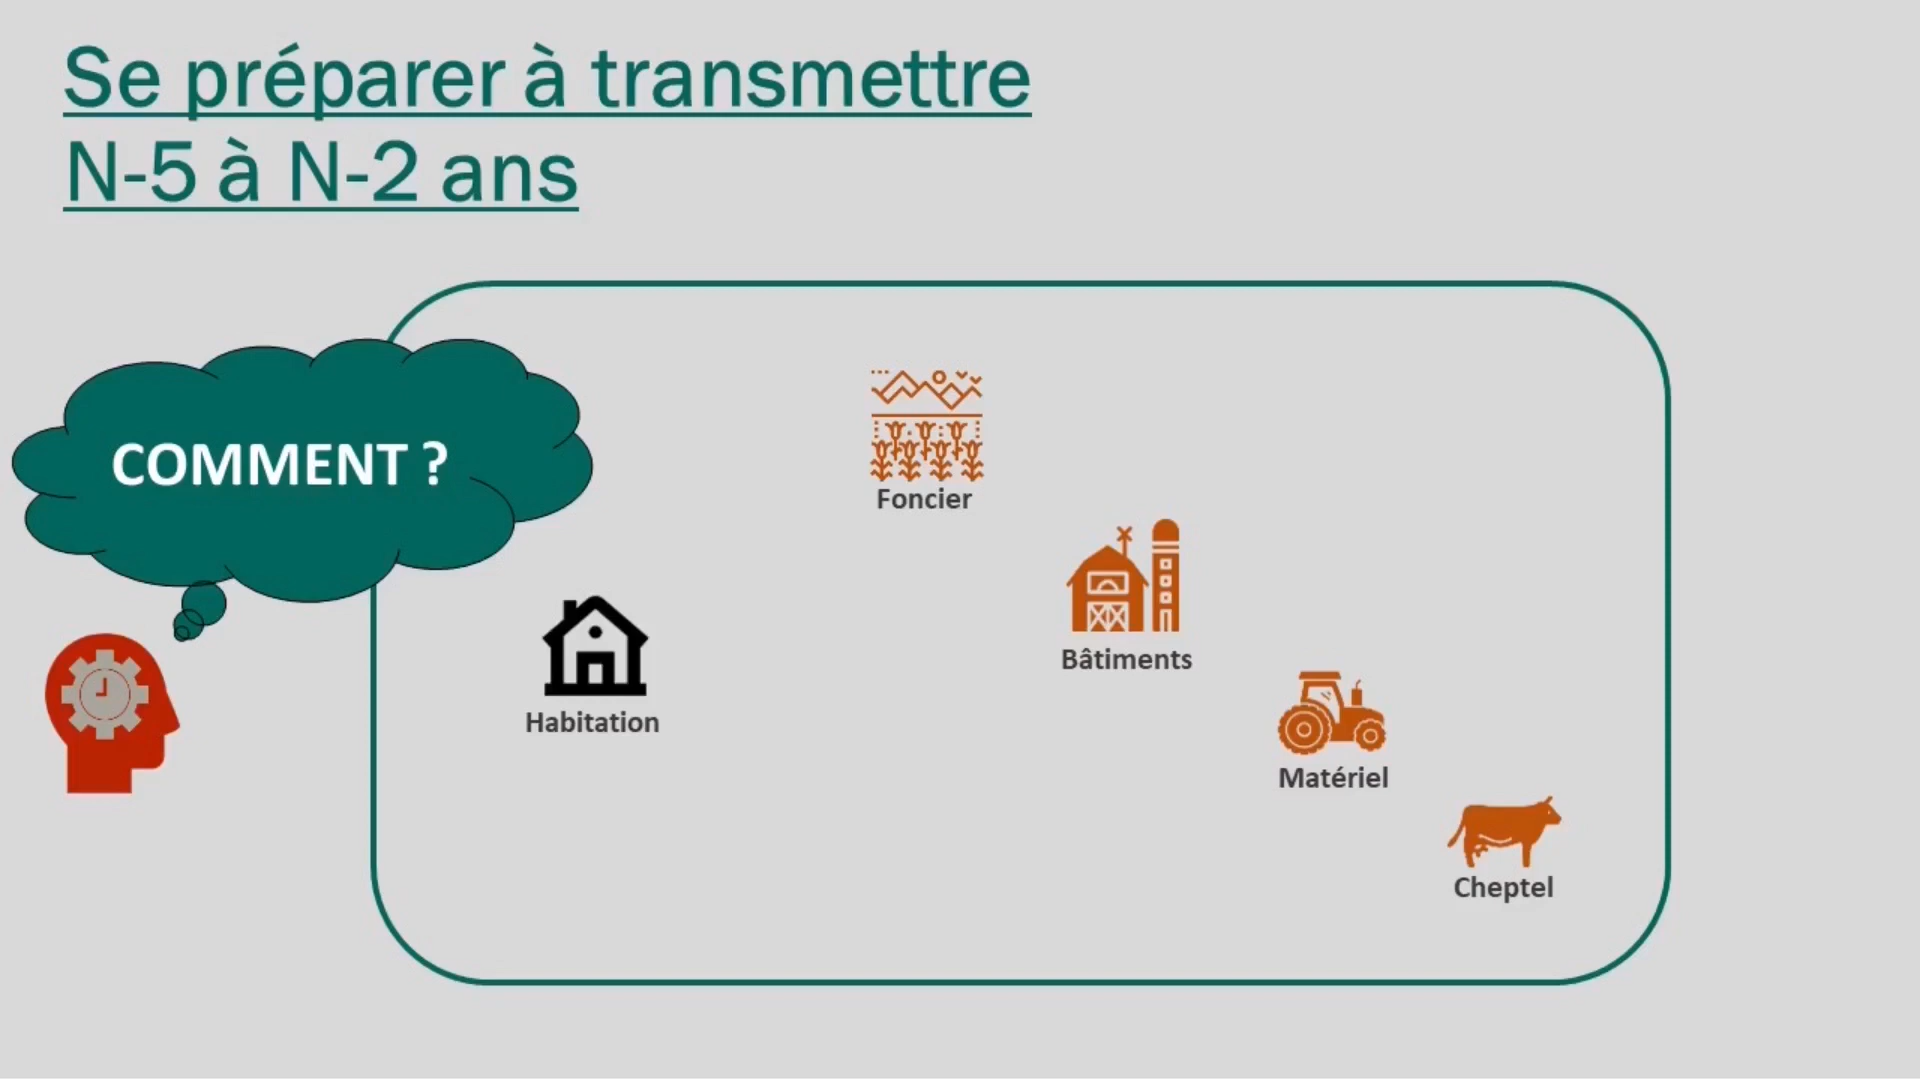 Se préparer à transmettre
N-5 à N-2 ans
COMMENT ?
Foncier
Bâtiments
Habitation
Matériel
Cheptel